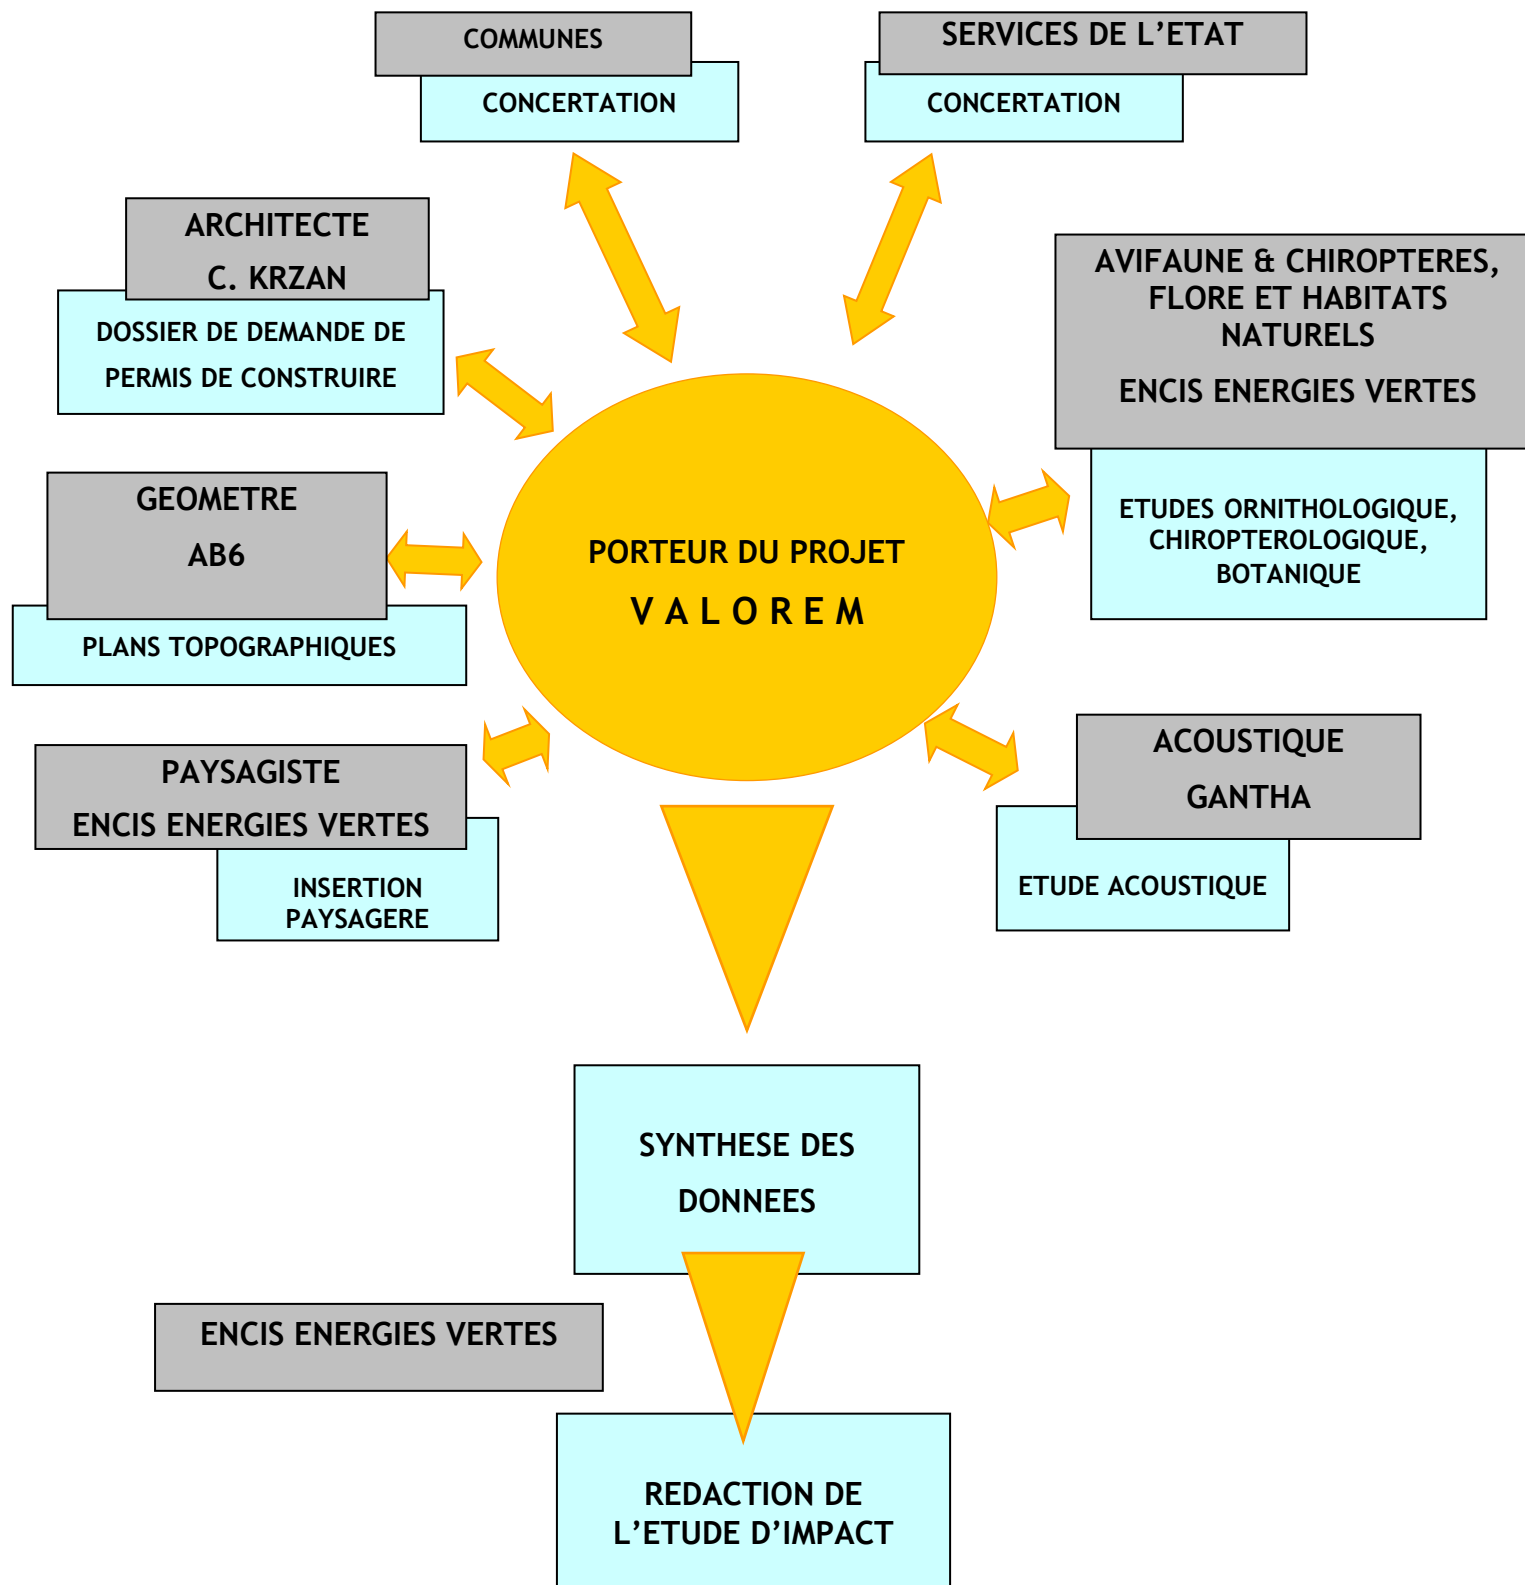 COMMUNES
CONCERTATION
SERVICES DE L’ETAT
CONCERTATION
ARCHITECTE
C. KRZAN
DOSSIER DE DEMANDE DE
PERMIS DE CONSTRUIRE
AVIFAUNE & CHIROPTERES,
FLORE ET HABITATS
NATURELS
ENCIS ENERGIES VERTES
ETUDES ORNITHOLOGIQUE,
CHIROPTEROLOGIQUE,
BOTANIQUE
GEOMETRE
AB6
PLANS TOPOGRAPHIQUES
PORTEUR DU PROJET
V A L O R E M
PAYSAGISTE
ENCIS ENERGIES VERTES
INSERTION
PAYSAGERE
ACOUSTIQUE
GANTHA
ETUDE ACOUSTIQUE
SYNTHESE DES
DONNEES
ENCIS ENERGIES VERTES
REDACTION DE
L’ETUDE D’IMPACT